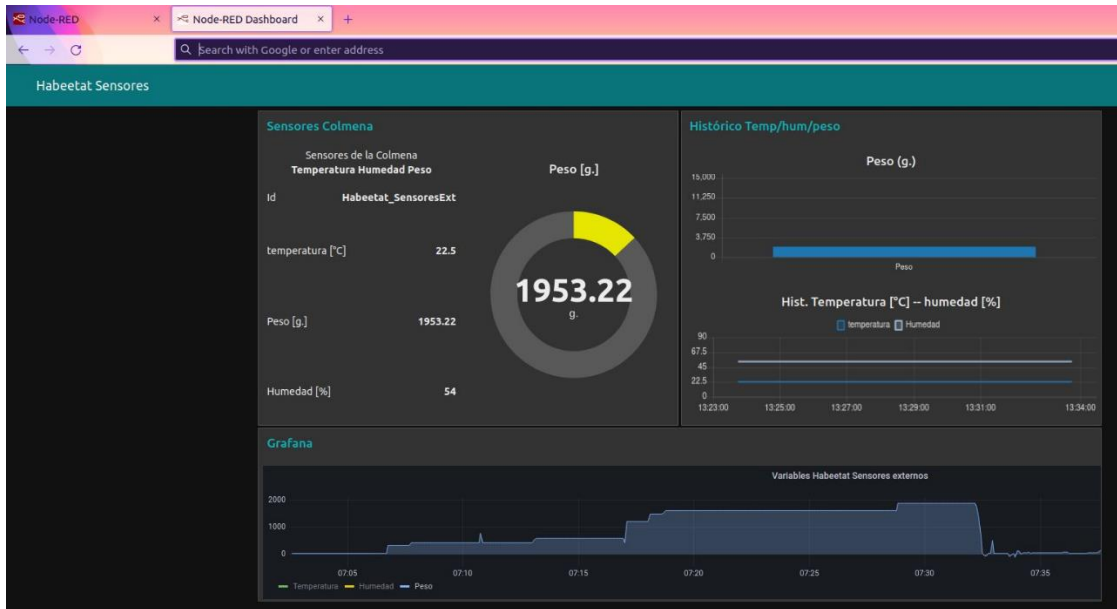 Node-RED
Node-RED Dashboard
Search with Google or enter address
Habeetat Sensores
Sensores Colmena
Sensores de la Colmena
Temperatura Humedad Peso
Id Habeetat_SensoresExt
temperatura [°C] 22.5
Peso [g.] 1953.22
Humedad [%] 54
Peso [g.]
1953.22
g.
Histórico Temp/hum/peso
Peso (g.)
15,000
11,250
7,500
3,750
0
Peso
Hist. Temperatura [°C] -- humedad [%]
temperatura Humedad
90
67.5
45
22.5
0
13:23:00 13:25:00 13:27:00 13:29:00 13:31:00 13:34:00
Grafana
Variables Habeetat Sensores externos
2000
1000
0
07:05 07:10 07:15 07:20 07:25 07:30 07:35
Temperatura Humedad Peso